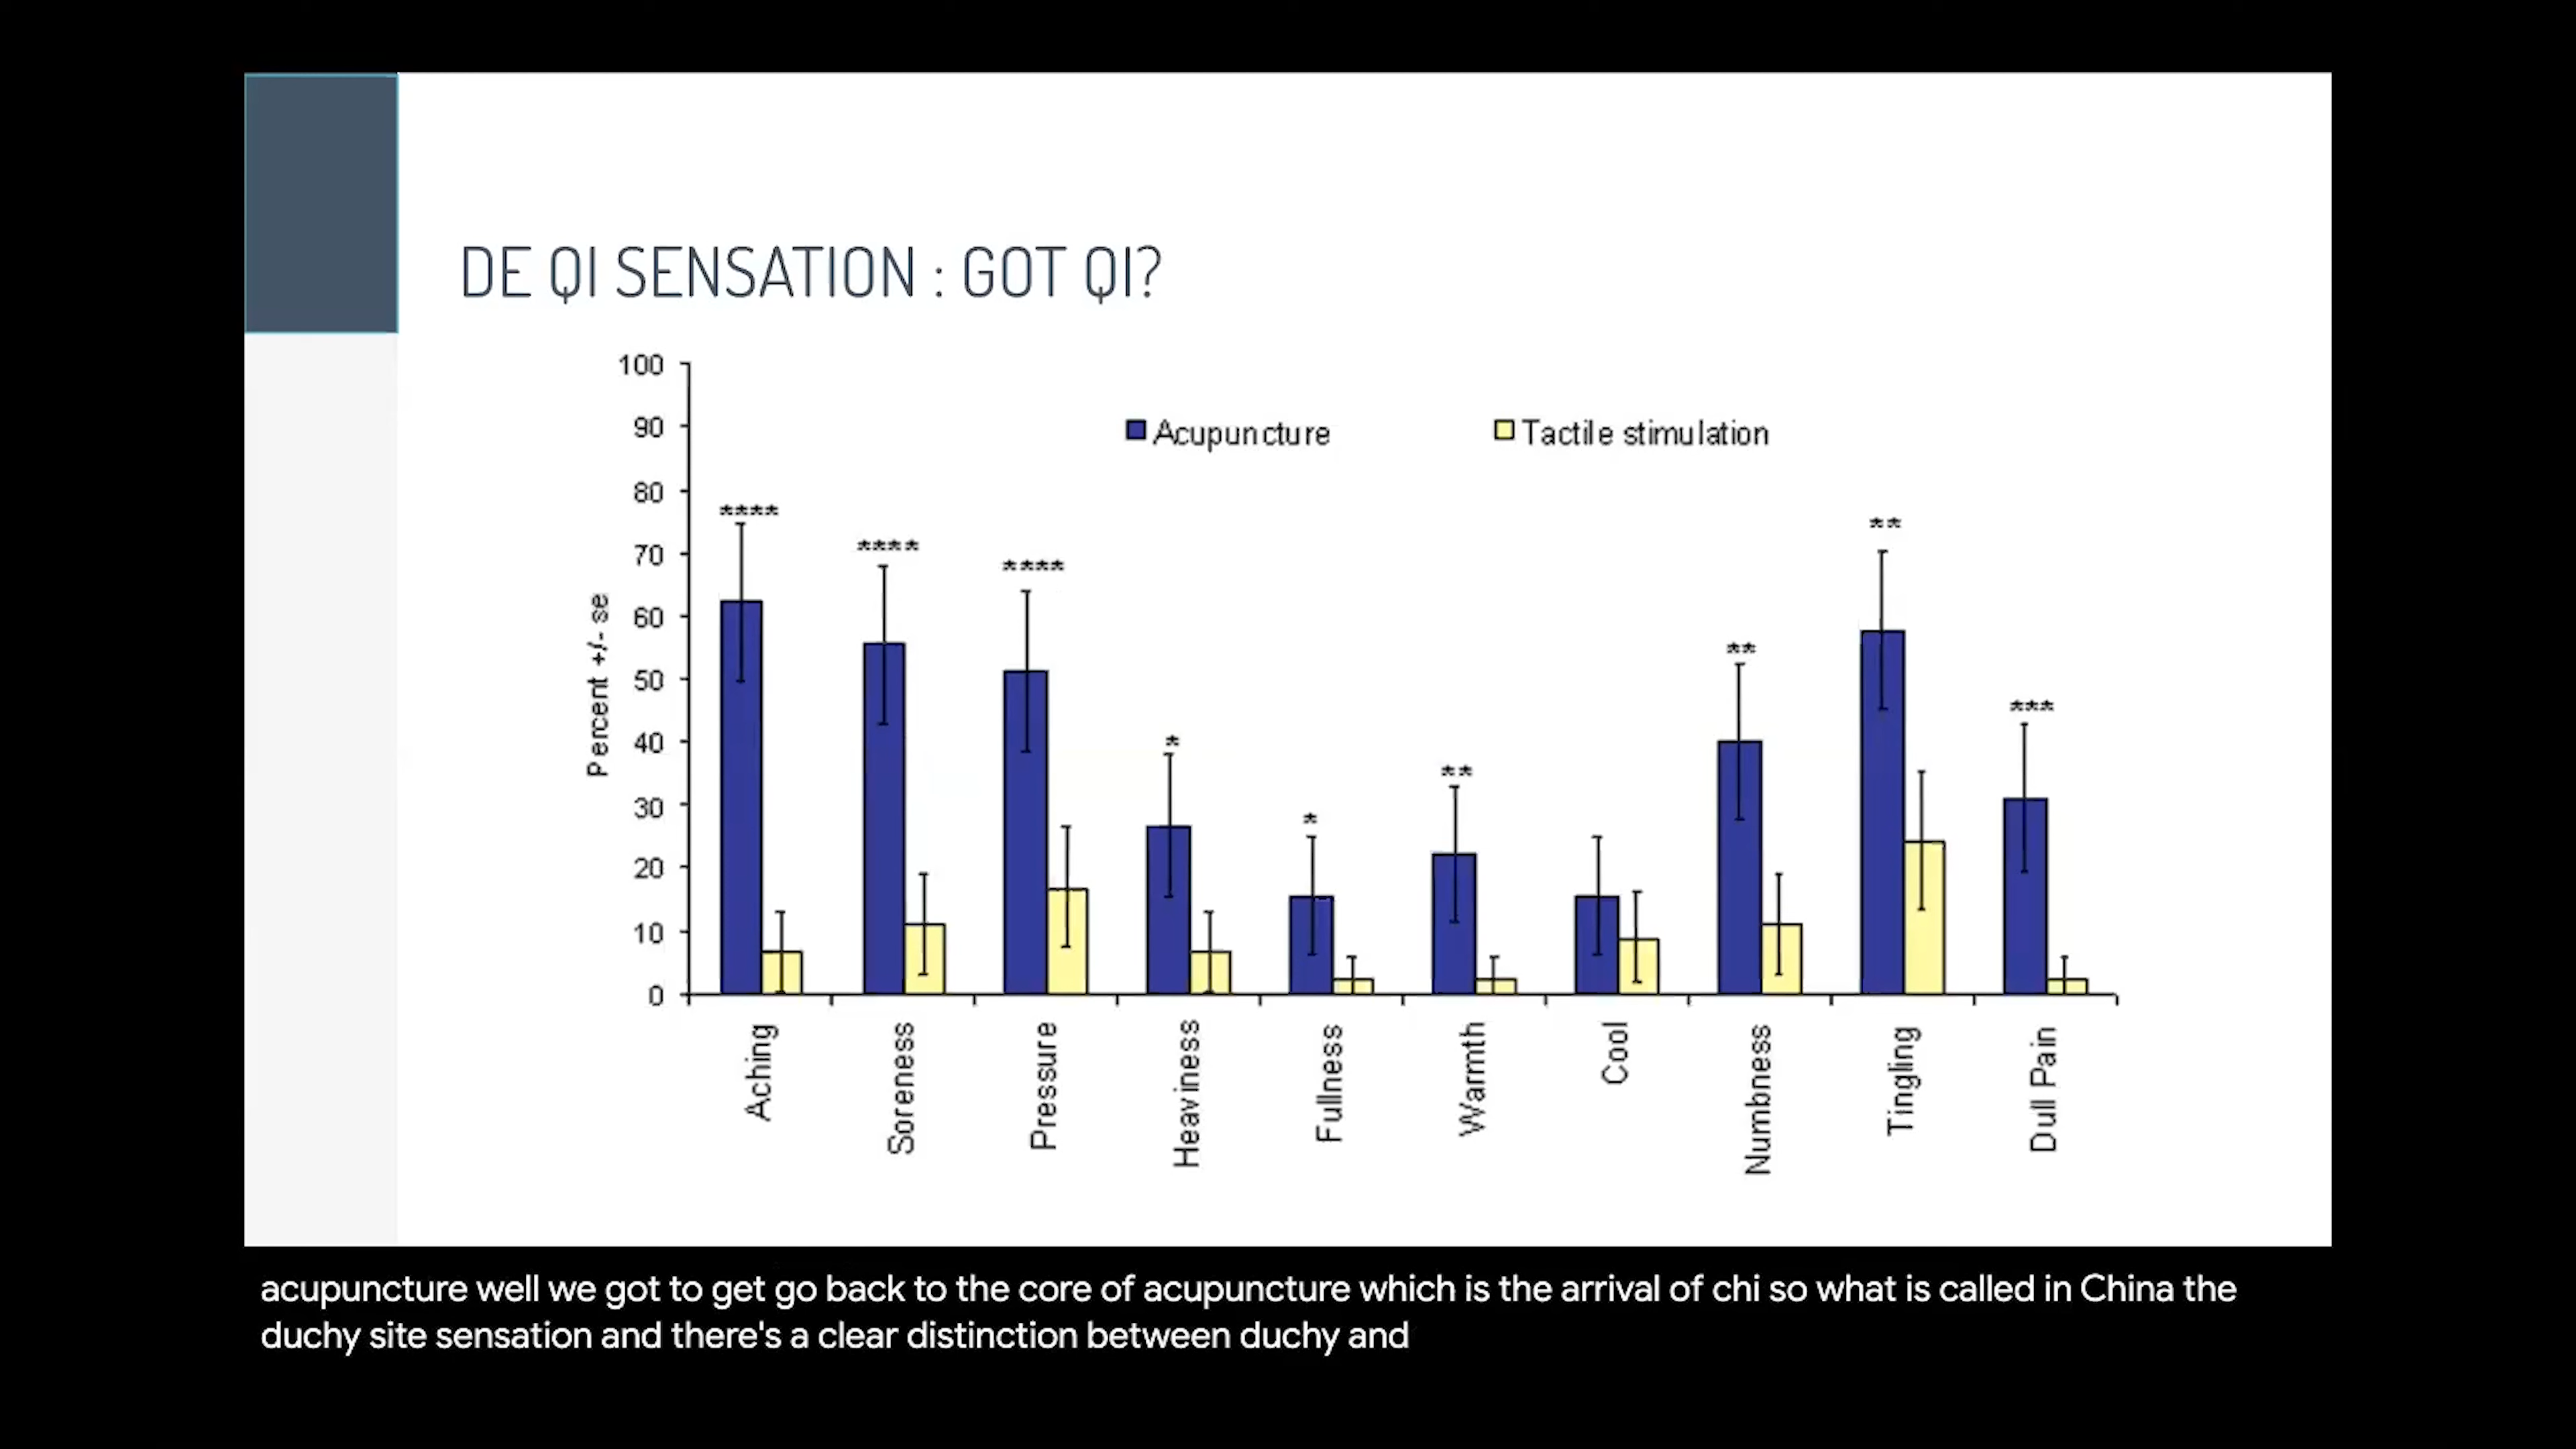 DE QI SENSATION : GOT QI?
100
90
80
70
60
50
40
30
20
10
0
Percent +/- se
Acupuncture
Tactile stimulation
****
****
****
*
*
**
**
**
***
Aching
Soreness
Pressure
Heaviness
Fullness
Warmth
Cool
Numbness
Tingling
Dull Pain
acupuncture well we got to get go back to the core of acupuncture which is the arrival of chi so what is called in China the
duchy site sensation and there's a clear distinction between duchy and